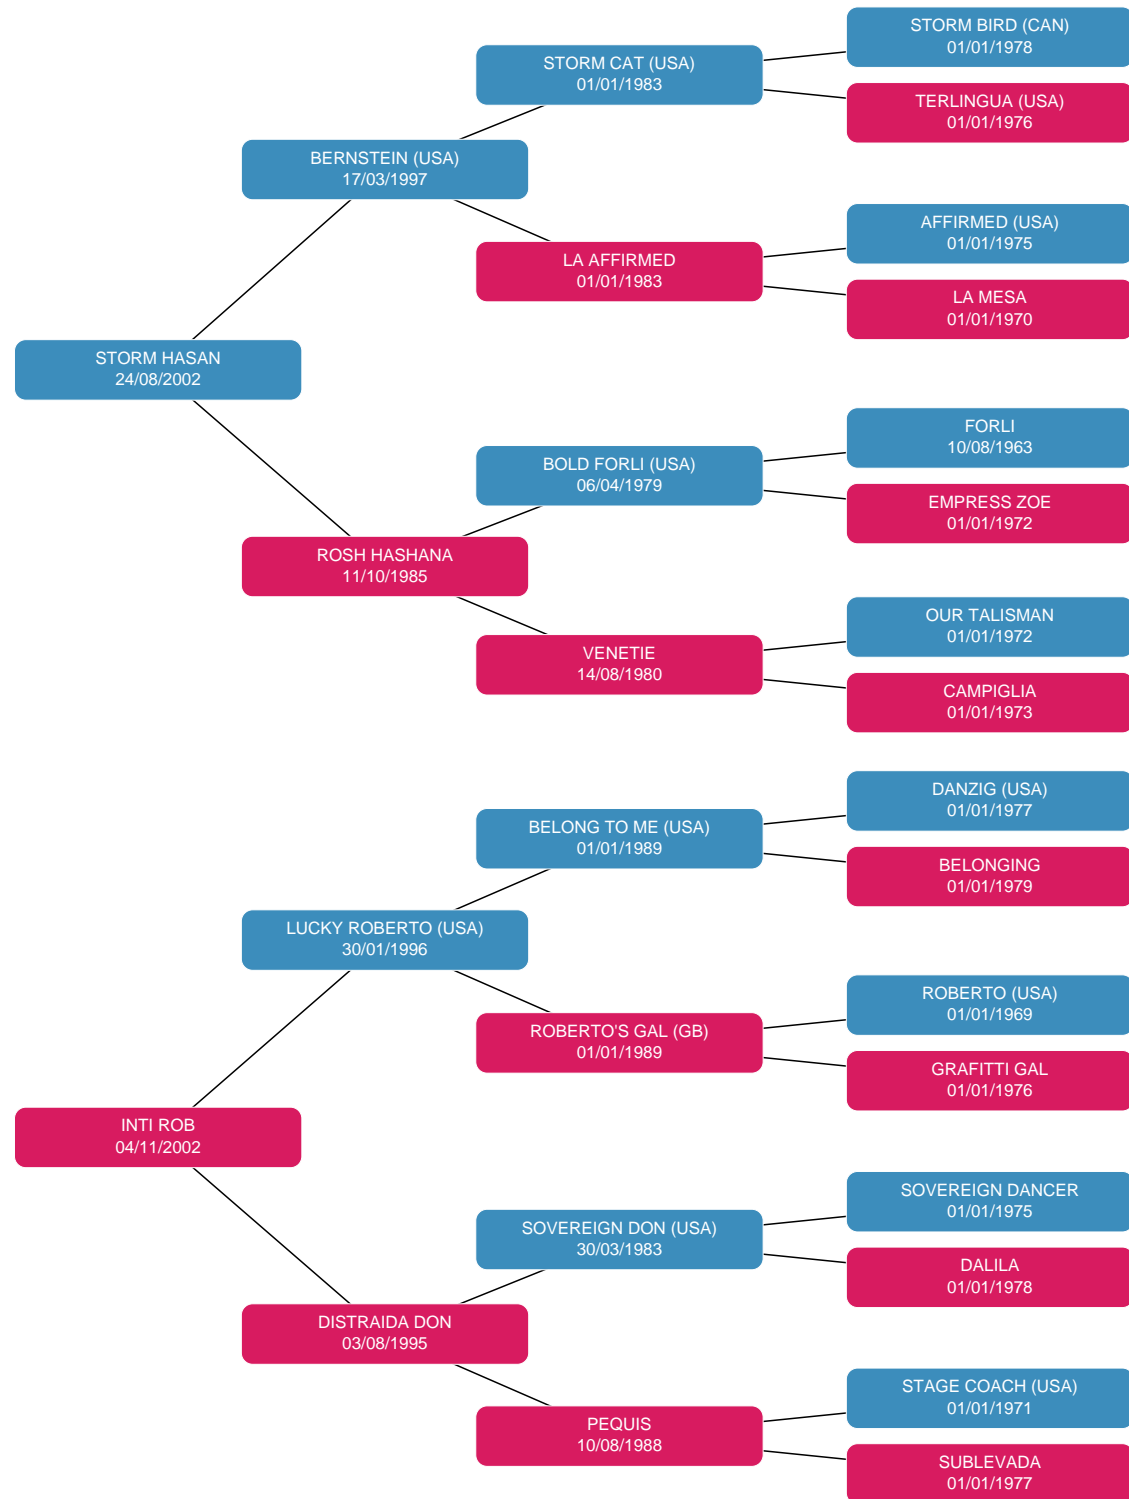 STORM BIRD (CAN)
01/01/1978
STORM CAT (USA)
01/01/1983
TERLINGUA (USA)
01/01/1976
BERNSTEIN (USA)
17/03/1997
AFFIRMED (USA)
01/01/1975
LA AFFIRMED
01/01/1983
LA MESA
01/01/1970
STORM HASAN
24/08/2002
FORLI
10/08/1963
BOLD FORLI (USA)
06/04/1979
EMPRESS ZOE
01/01/1972
ROSH HASHANA
11/10/1985
OUR TALISMAN
01/01/1972
VENETIE
14/08/1980
CAMPIGLIA
01/01/1973
DANZIG (USA)
01/01/1977
BELONG TO ME (USA)
01/01/1989
BELONGING
01/01/1979
LUCKY ROBERTO (USA)
30/01/1996
ROBERTO (USA)
01/01/1969
ROBERTO'S GAL (GB)
01/01/1989
GRAFITTI GAL
01/01/1976
INTI ROB
04/11/2002
SOVEREIGN DANCER
01/01/1975
SOVEREIGN DON (USA)
30/03/1983
DALILA
01/01/1978
DISTRAIDA DON
03/08/1995
STAGE COACH (USA)
01/01/1971
PEQUIS
10/08/1988
SUBLEVADA
01/01/1977